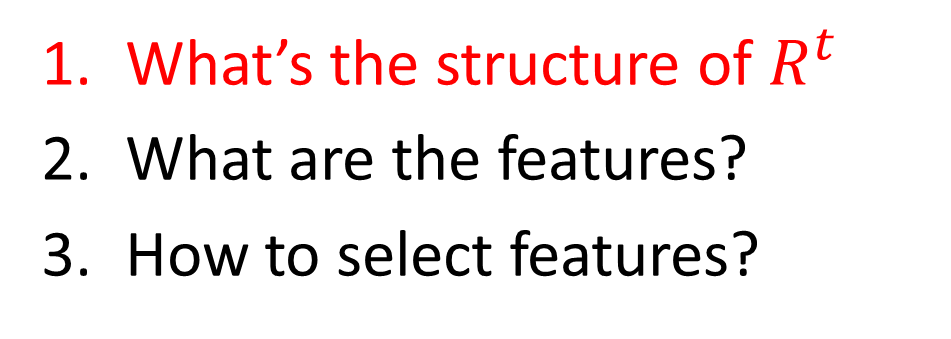 1. What’s the structure of R^t
2. What are the features?
3. How to select features?